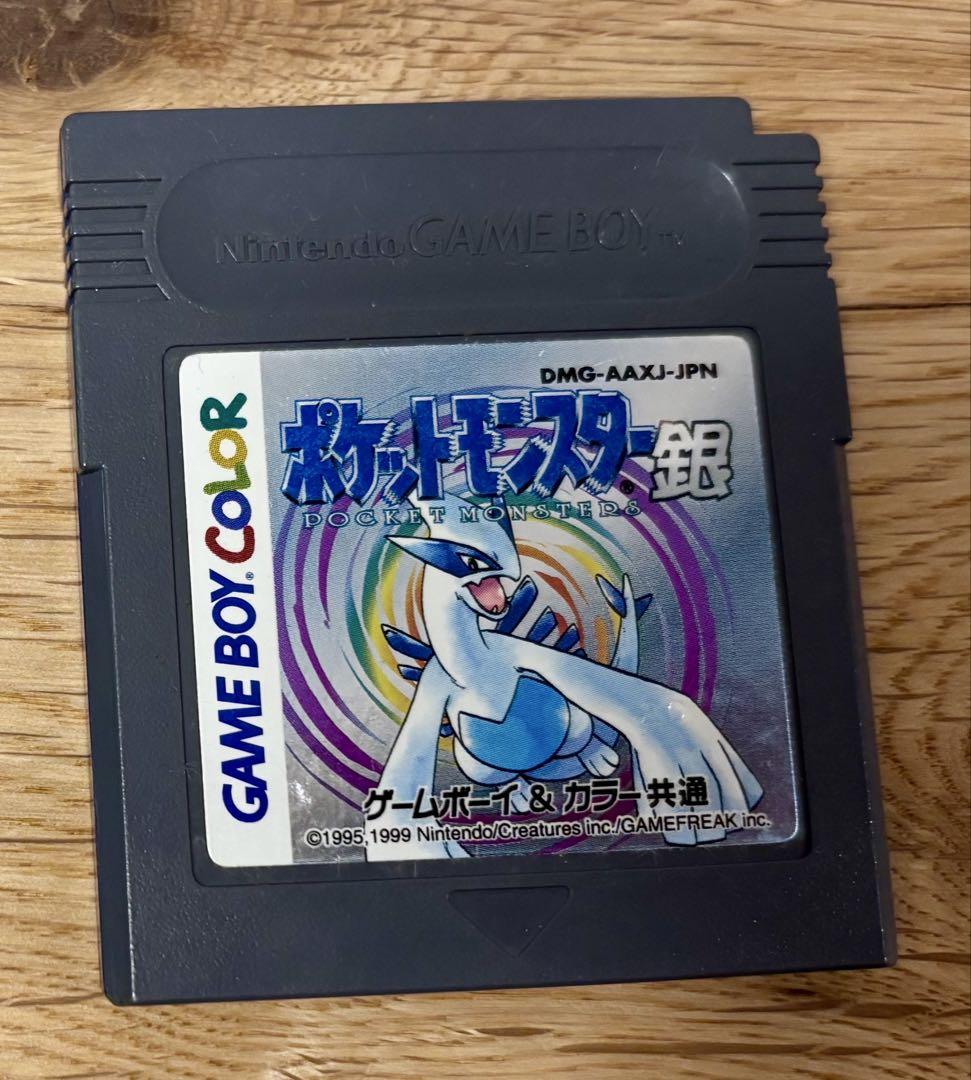 Nintendo GAME BOY TM
DMG-AAXJ-JPN
ポケットモンスター®銀
POCKET MONSTERS
GAME BOY® COLOR
ゲームボーイ & カラー 共通
©1995,1999 Nintendo/Creatures inc./GAMEFREAK inc.